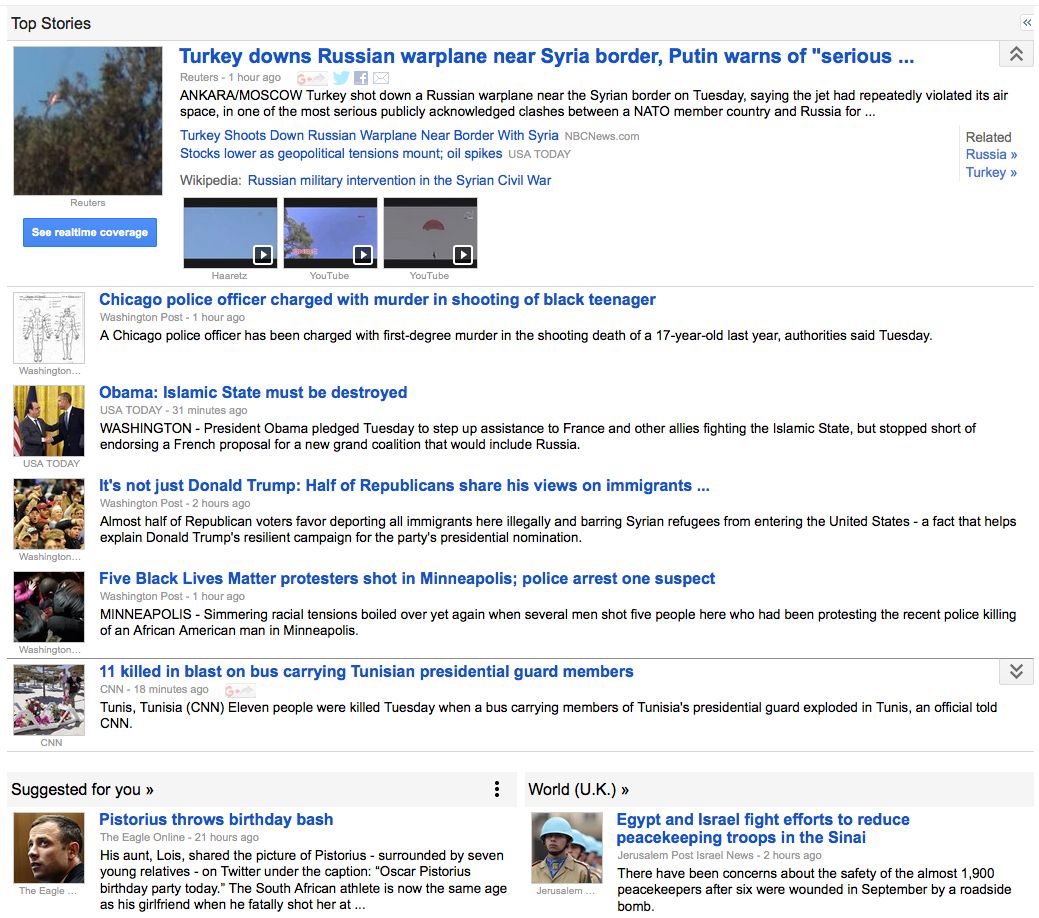 Top Stories
Turkey downs Russian warplane near Syria border, Putin warns of "serious ...
Reuters - 1 hour ago
ANKARA/MOSCOW Turkey shot down a Russian warplane near the Syrian border on Tuesday, saying the jet had repeatedly violated its air
space, in one of the most serious publicly acknowledged clashes between a NATO member country and Russia for ...
Turkey Shoots Down Russian Warplane Near Border With Syria NBCNews.com
Stocks lower as geopolitical tensions mount; oil spikes USA TODAY
Wikipedia: Russian military intervention in the Syrian Civil War
Related
Russia »
Turkey »
Reuters
See realtime coverage
Haaretz
YouTube
YouTube
Chicago police officer charged with murder in shooting of black teenager
Washington Post - 1 hour ago
A Chicago police officer has been charged with first-degree murder in the shooting death of a 17-year-old last year, authorities said Tuesday.
Washington...
Obama: Islamic State must be destroyed
USA TODAY - 31 minutes ago
WASHINGTON - President Obama pledged Tuesday to step up assistance to France and other allies fighting the Islamic State, but stopped short of
endorsing a French proposal for a new grand coalition that would include Russia.
USA TODAY
It's not just Donald Trump: Half of Republicans share his views on immigrants ...
Washington Post - 2 hours ago
Almost half of Republican voters favor deporting all immigrants here illegally and barring Syrian refugees from entering the United States - a fact that helps
explain Donald Trump's resilient campaign for the party's presidential nomination.
Washington...
Five Black Lives Matter protesters shot in Minneapolis; police arrest one suspect
Washington Post - 1 hour ago
MINNEAPOLIS - Simmering racial tensions boiled over yet again when several men shot five people here who had been protesting the recent police killing
of an African American man in Minneapolis.
Washington...
11 killed in blast on bus carrying Tunisian presidential guard members
CNN - 18 minutes ago
Tunis, Tunisia (CNN) Eleven people were killed Tuesday when a bus carrying members of Tunisia's presidential guard exploded in Tunis, an official told
CNN.
CNN
Suggested for you »
Pistorius throws birthday bash
The Eagle Online - 21 hours ago
His aunt, Lois, shared the picture of Pistorius - surrounded by seven
young relatives - on Twitter under the caption: “Oscar Pistorius
birthday party today.” The South African athlete is now the same age
as his girlfriend when he fatally shot her at ...
The Eagle ...
World (U.K.) »
Egypt and Israel fight efforts to reduce
peacekeeping troops in the Sinai
Jerusalem Post Israel News - 2 hours ago
There have been concerns about the safety of the almost 1,900
peacekeepers after six were wounded in September by a roadside
bomb.
Jerusalem ...